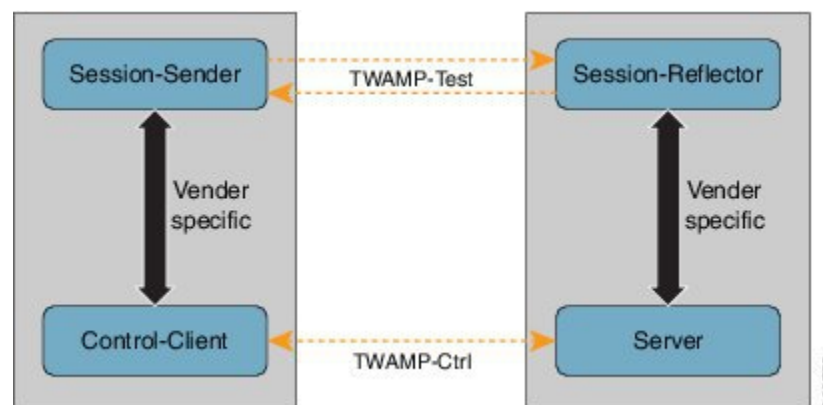 Session-Sender
TWAMP-Test
Session-Reflector
Vender
specific
Vender
specific
Control-Client
TWAMP-Ctrl
Server